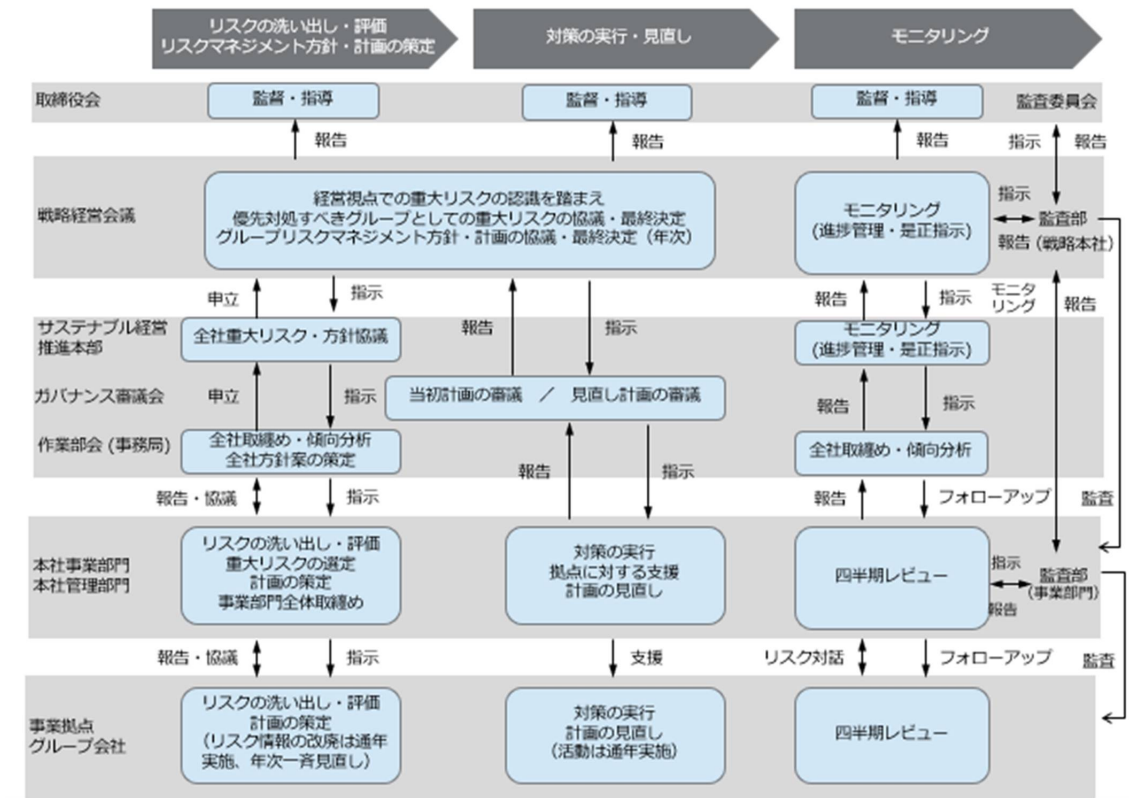 リスクの洗い出し・評価
リスクマネジメント方針・計画の策定
対策の実行・見直し
モニタリング
取締役会
監督・指導
監督・指導
監督・指導
監査委員会
報告
報告
報告
指示
報告
戦略経営会議
経営視点での重大リスクの認識を踏まえ
優先対処すべきグループとしての重大リスクの協議・最終決定
グループリスクマネジメント方針・計画の協議・最終決定（年次）
モニタリング
(進捗管理・是正指示)
指示
報告
監査部
(戦略本社)
申立
指示
報告
指示
報告
指示
モニタ
リング
報告
サステナブル経営
推進本部
全社重大リスク・方針協議
モニタリング
(進捗管理・是正指示)
ガバナンス審議会
申立
指示
当初計画の審議　／　見直し計画の審議
報告
指示
作業部会 (事務局)
全社取纏め・傾向分析
全社方針案の策定
全社取纏め・傾向分析
報告・協議
指示
報告
指示
報告
フォローアップ
監査
本社事業部門
本社管理部門
リスクの洗い出し・評価
重大リスクの選定
計画の策定
事業部門全体取纏め
対策の実行
拠点に対する支援
計画の見直し
四半期レビュー
指示
報告
監査部
(事業部門)
報告・協議
指示
支援
リスク対話
フォローアップ
監査
事業拠点
グループ会社
リスクの洗い出し・評価
計画の策定
（リスク情報の改廃は通年
実施、年次一斉見直し）
対策の実行
計画の見直し
（活動は通年実施）
四半期レビュー